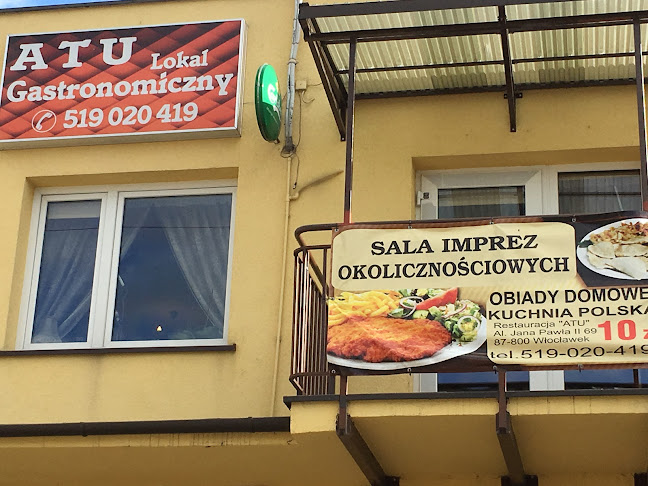 ATU Lokal
Gastronomiczny
519 020 419
SALA IMPREZ
OKOLICZNOŚCIOWYCH
OBIADY DOMOWE
KUCHNIA POLSKA
Restauracja "ATU"
Al. Jana Pawła II 69
87-800 Włocławek
10 z
tel.519-020-419